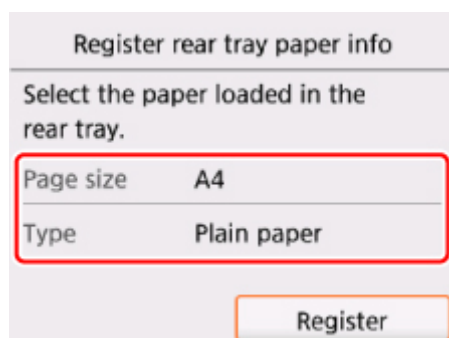 Register rear tray paper info
Select the paper loaded in the
rear tray.
Page size A4
Type Plain paper
Register